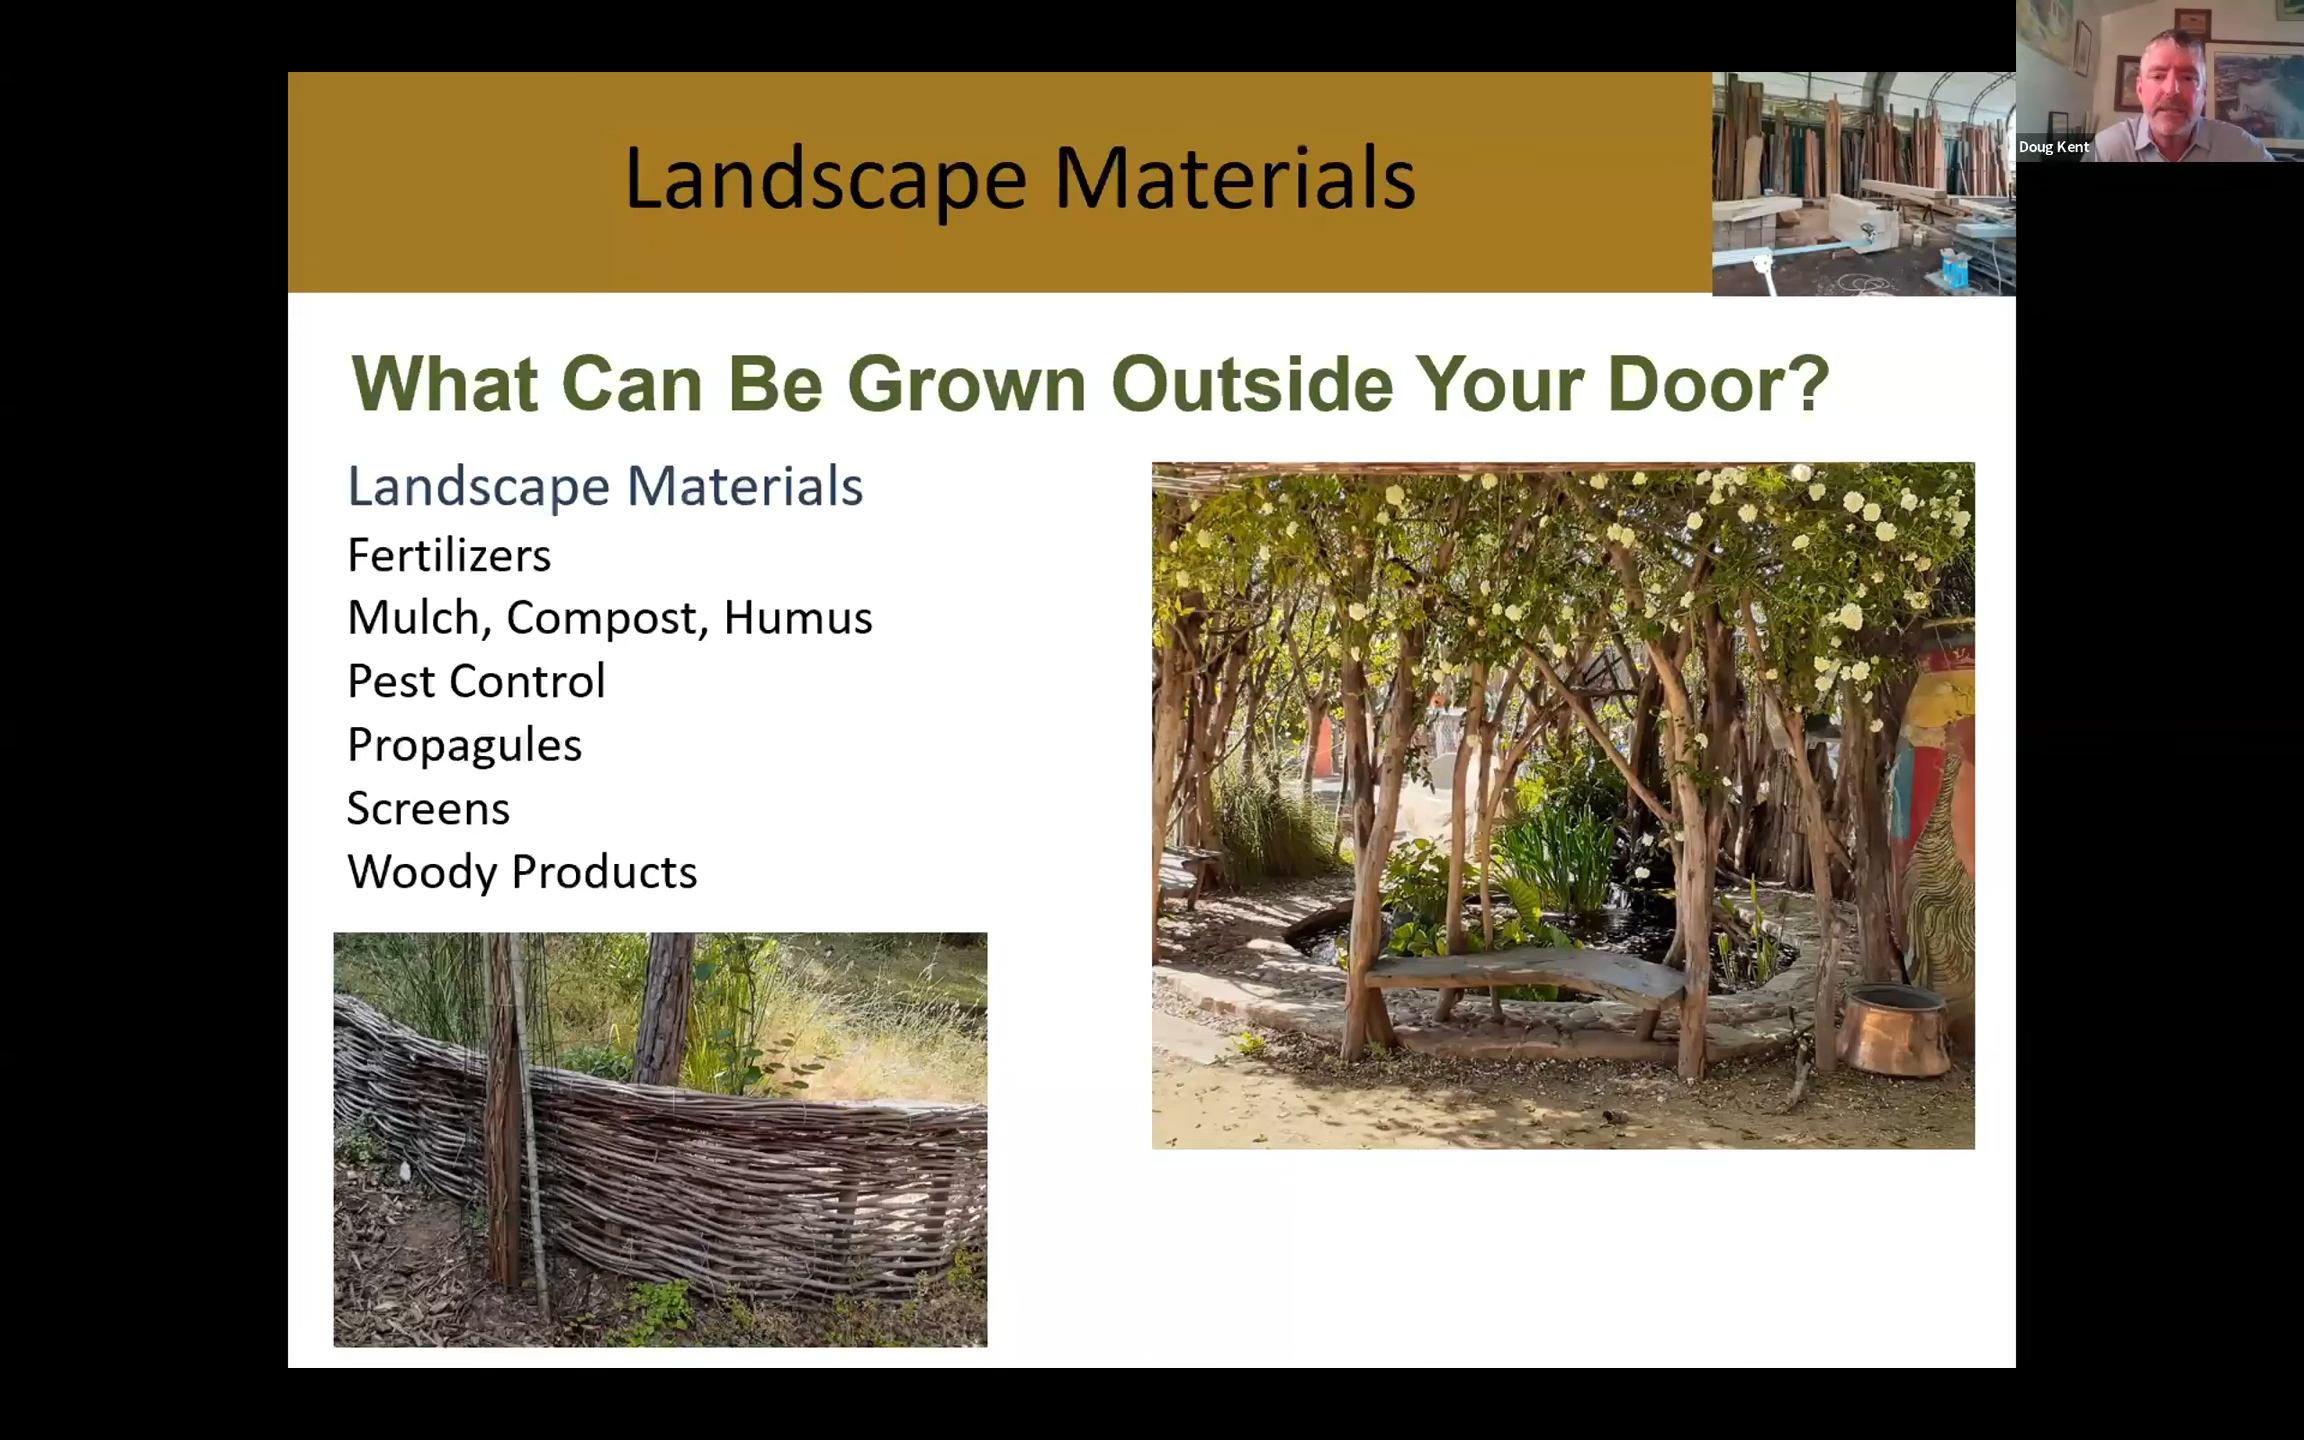 Landscape Materials
Doug Kent
What Can Be Grown Outside Your Door?
Landscape Materials
Fertilizers
Mulch, Compost, Humus
Pest Control
Propagules
Screens
Woody Products